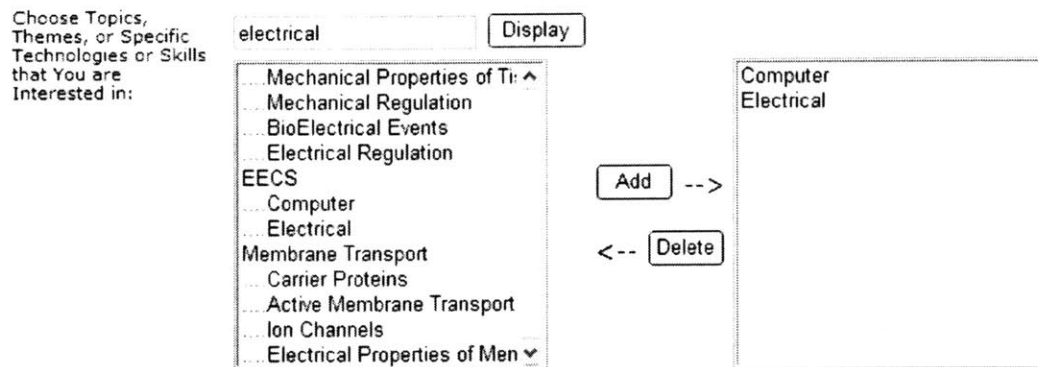 Choose Topics,
Themes, or Specific
Technologies or Skills
that You are
Interested in:
electrical
Display
....Mechanical Properties of Ti
....Mechanical Regulation
....BioElectrical Events
....Electrical Regulation
EECS
....Computer
....Electrical
Membrane Transport
....Carrier Proteins
....Active Membrane Transport
....Ion Channels
....Electrical Properties of Mem
Add -->
<-- Delete
Computer
Electrical